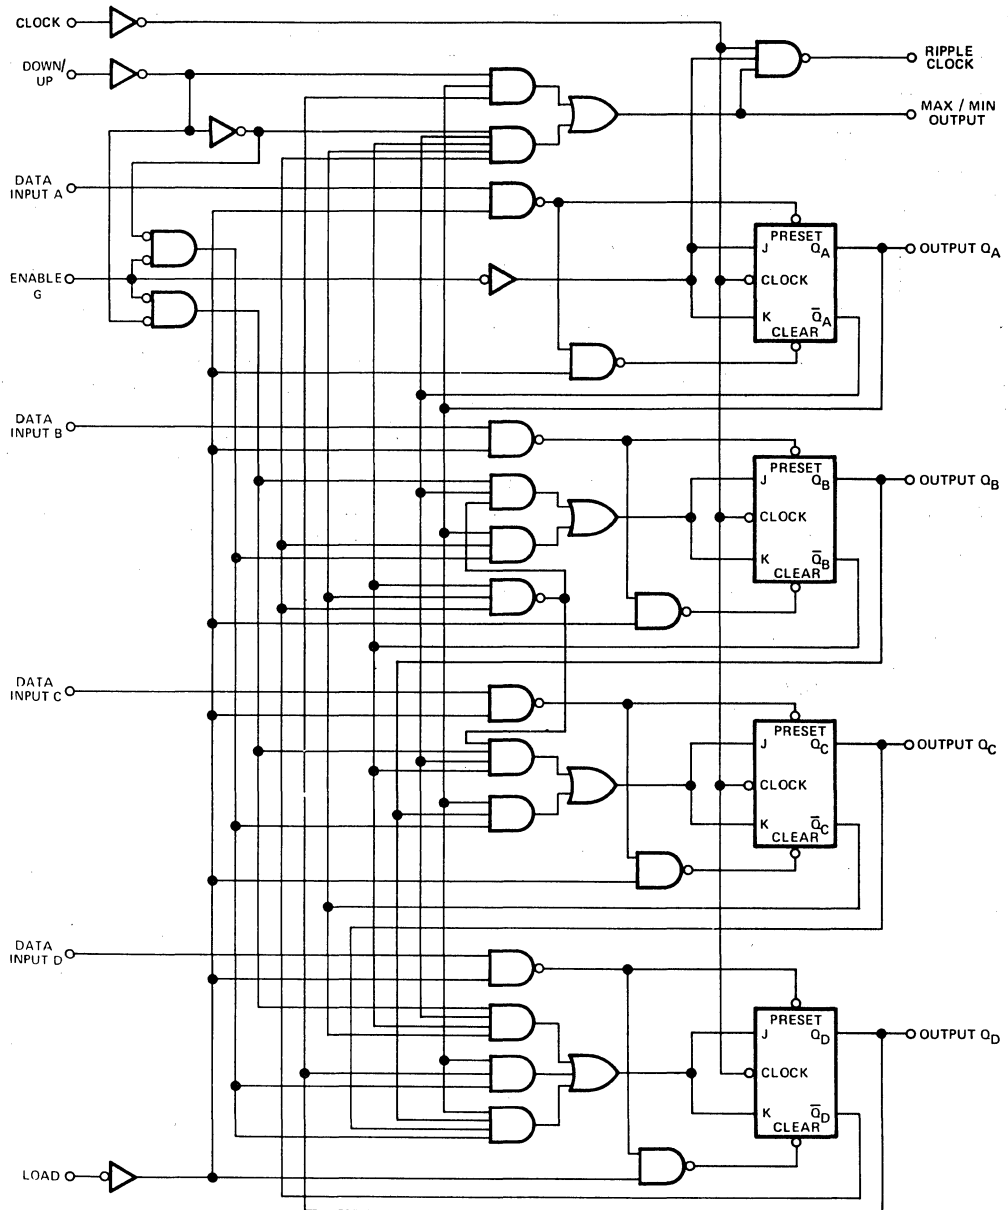 CLOCK
DOWN/
UP
RIPPLE
CLOCK
MAX / MIN
OUTPUT
DATA
INPUT A
PRESET
J
QA
CLOCK
K
Q̅A
CLEAR
OUTPUT QA
ENABLE
G
DATA
INPUT B
PRESET
J
QB
CLOCK
K
Q̅B
CLEAR
OUTPUT QB
DATA
INPUT C
PRESET
J
QC
CLOCK
K
Q̅C
CLEAR
OUTPUT QC
DATA
INPUT D
PRESET
J
QD
CLOCK
K
Q̅D
CLEAR
OUTPUT QD
LOAD